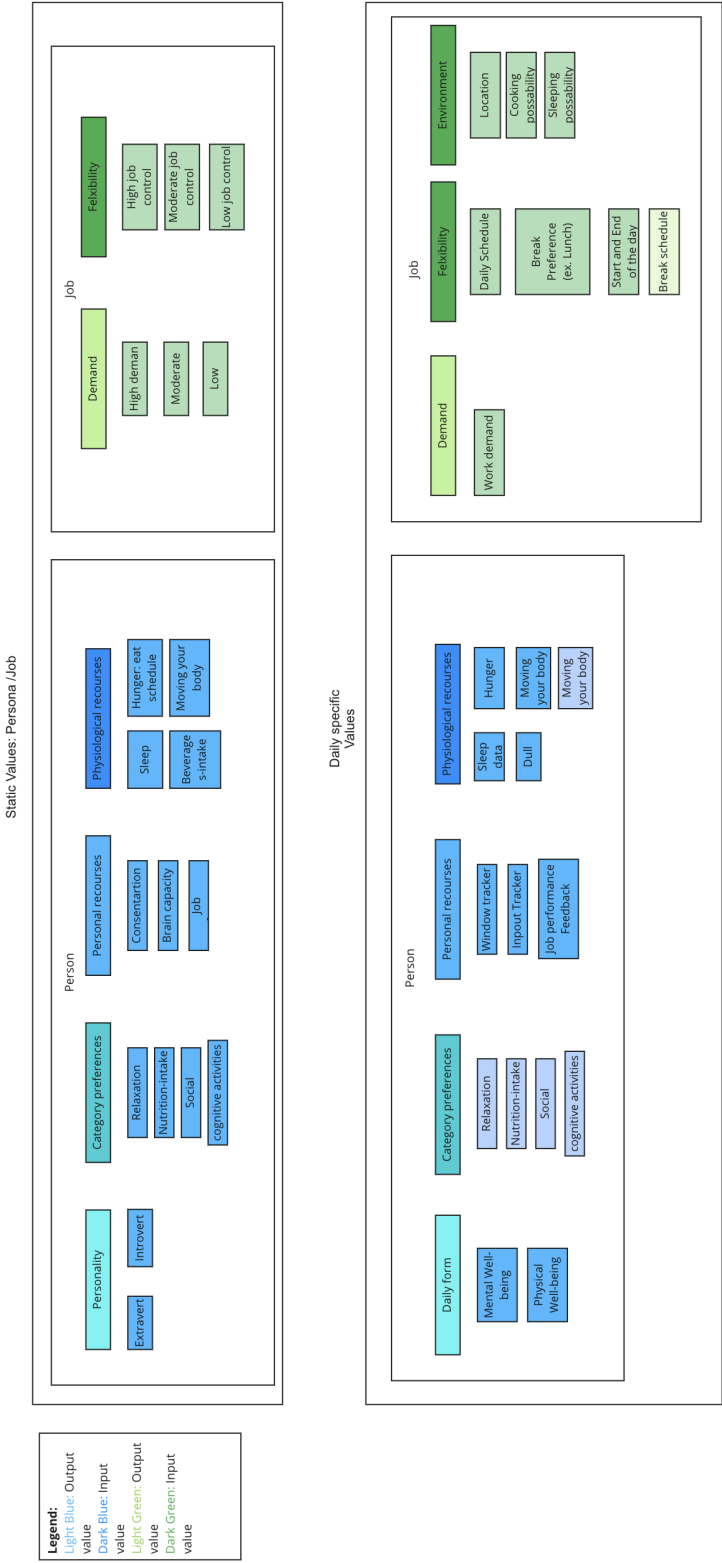 Static Values: Persona /Job
Legend:
Light Blue: Output
value
Dark Blue: Input
value
Light Green: Output
value
Dark Green: Input
value
Person
Personality
Extravert
Introvert
Category preferences
Relaxation
Nutrition-intake
Social
cognitive activities
Personal recourses
Consentartion
Brain capacity
Job
Physiological recourses
Sleep
Beverage
s-intake
Hunger: eat
schedule
Moving your
body
Job
Demand
High deman
Moderate
Low
Felxibility
High job
control
Moderate job
control
Low job control
Daily specific
Values
Person
Daily form
Mental Well-
being
Physical
Well-being
Category preferences
Relaxation
Nutrition-intake
Social
cognitive activities
Personal recourses
Window tracker
Inpout Tracker
Job performance
Feedback
Physiological recourses
Sleep
data
Dull
Hunger
Moving
your body
Moving
your body
Job
Demand
Work demand
Felxibility
Daily Schedule
Break
Preference
(ex. Lunch)
Start and End
of the day
Break schedule
Environment
Location
Cooking
possability
Sleeping
possability